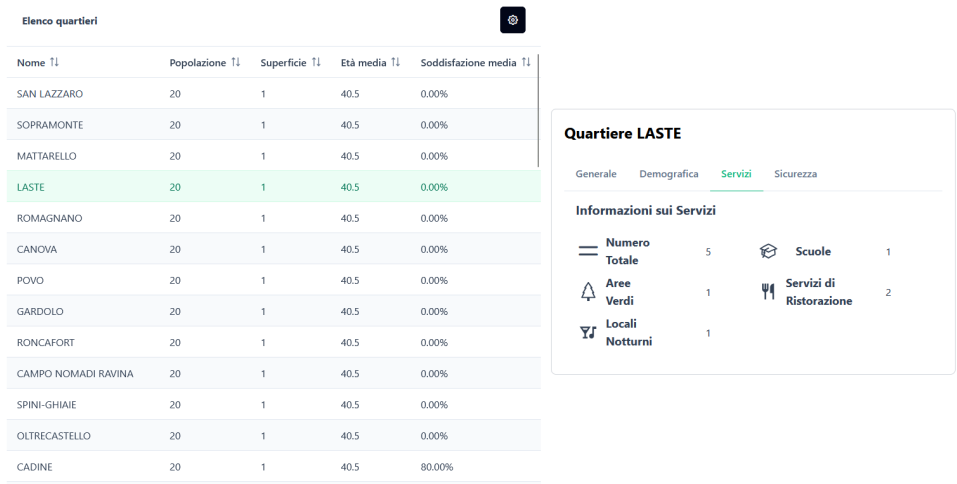 Elenco quartieri
Nome Popolazione Superficie Età media Soddisfazione media
SAN LAZZARO 20 1 40.5 0.00%
SOPRAMONTE 20 1 40.5 0.00%
MATTARELLO 20 1 40.5 0.00%
LASTE 20 1 40.5 0.00%
ROMAGNANO 20 1 40.5 0.00%
CANOVA 20 1 40.5 0.00%
POVO 20 1 40.5 0.00%
GARDOLO 20 1 40.5 0.00%
RONCAFORT 20 1 40.5 0.00%
CAMPO NOMADI RAVINA 20 1 40.5 0.00%
SPINI-GHIAIE 20 1 40.5 0.00%
OLTRECASTELLO 20 1 40.5 0.00%
CADINE 20 1 40.5 80.00%
Quartiere LASTE
Generale Demografica Servizi Sicurezza
Informazioni sui Servizi
Numero
Totale 5
Scuole 1
Aree
Verdi 1
Servizi di
Ristorazione 2
Locali
Notturni 1